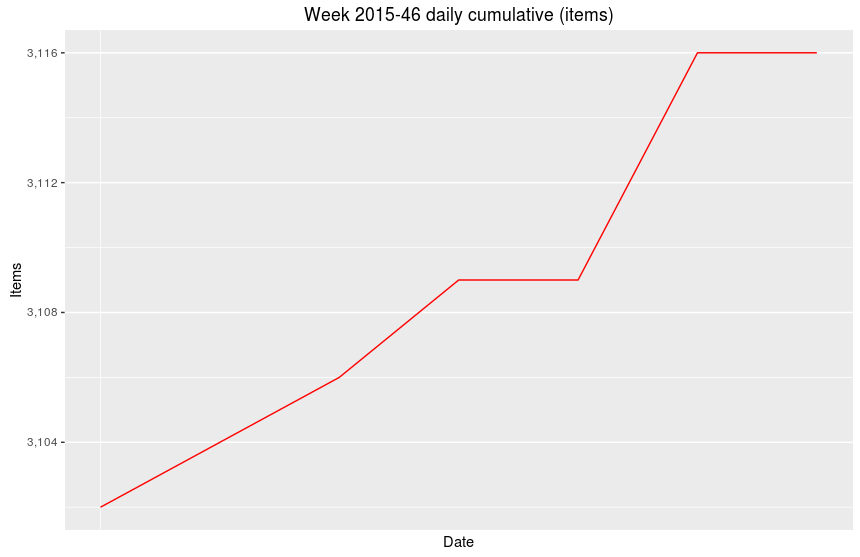 Week 2015-46 daily cumulative (items)
3,116
3,112
3,108
3,104
Items
Date